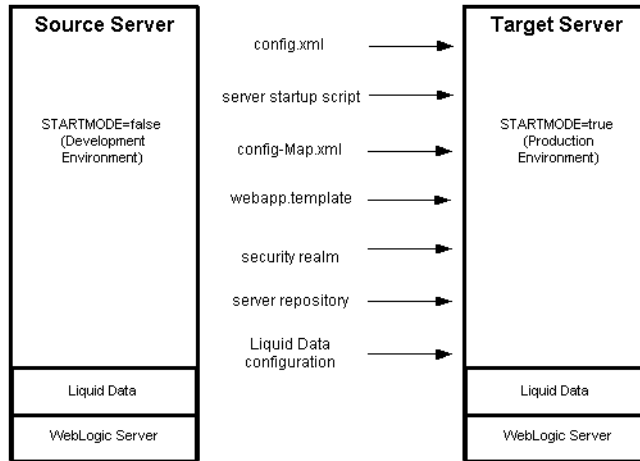 Source Server
STARTMODE=false
(Development
Environment)
Liquid Data
WebLogic Server
config.xml
server startup script
config-Map.xml
webapp.template
security realm
server repository
Liquid Data
configuration
Target Server
STARTMODE=true
(Production
Environment)
Liquid Data
WebLogic Server